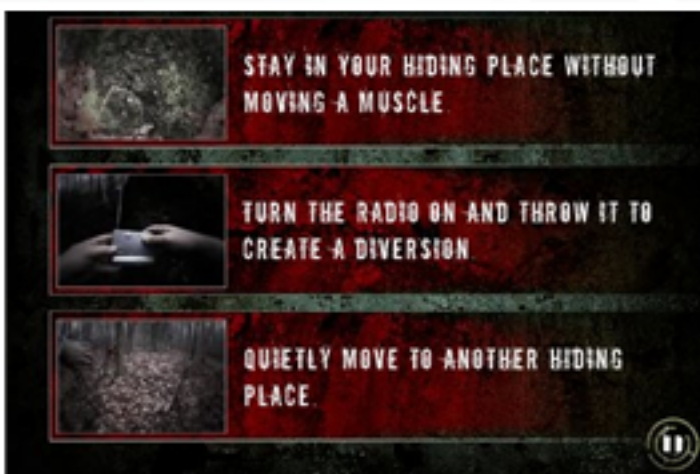 STAY IN YOUR HIDING PLACE WITHOUT
MOVING A MUSCLE.
TURN THE RADIO ON AND THROW IT TO
CREATE A DIVERSION.
QUIETLY MOVE TO ANOTHER HIDING
PLACE.